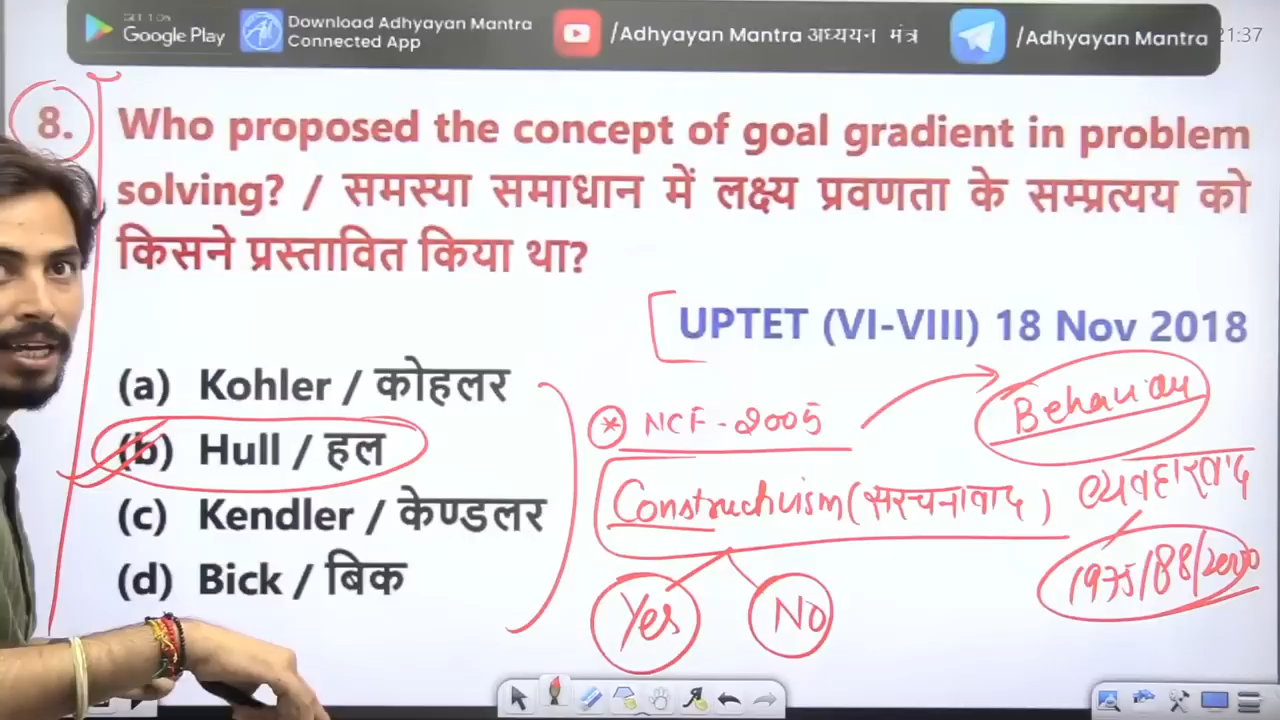 GET IT ON
Google Play
Download Adhyayan Mantra
Connected App
/Adhyayan Mantra अध्ययन मंत्र
/Adhyayan Mantra
21:37
8. Who proposed the concept of goal gradient in problem
solving? / समस्या समाधान में लक्ष्य प्रवणता के सम्प्रत्यय को
किसने प्रस्तावित किया था?
UPTET (VI-VIII) 18 Nov 2018
(a) Kohler / कोहलर
(b) Hull / हल
(c) Kendler / केण्डलर
(d) Bick / बिक
* NCF-2005
Constructivism (सरचनावाद)
Yes
No
व्यवहारवाद
1975/88/2000